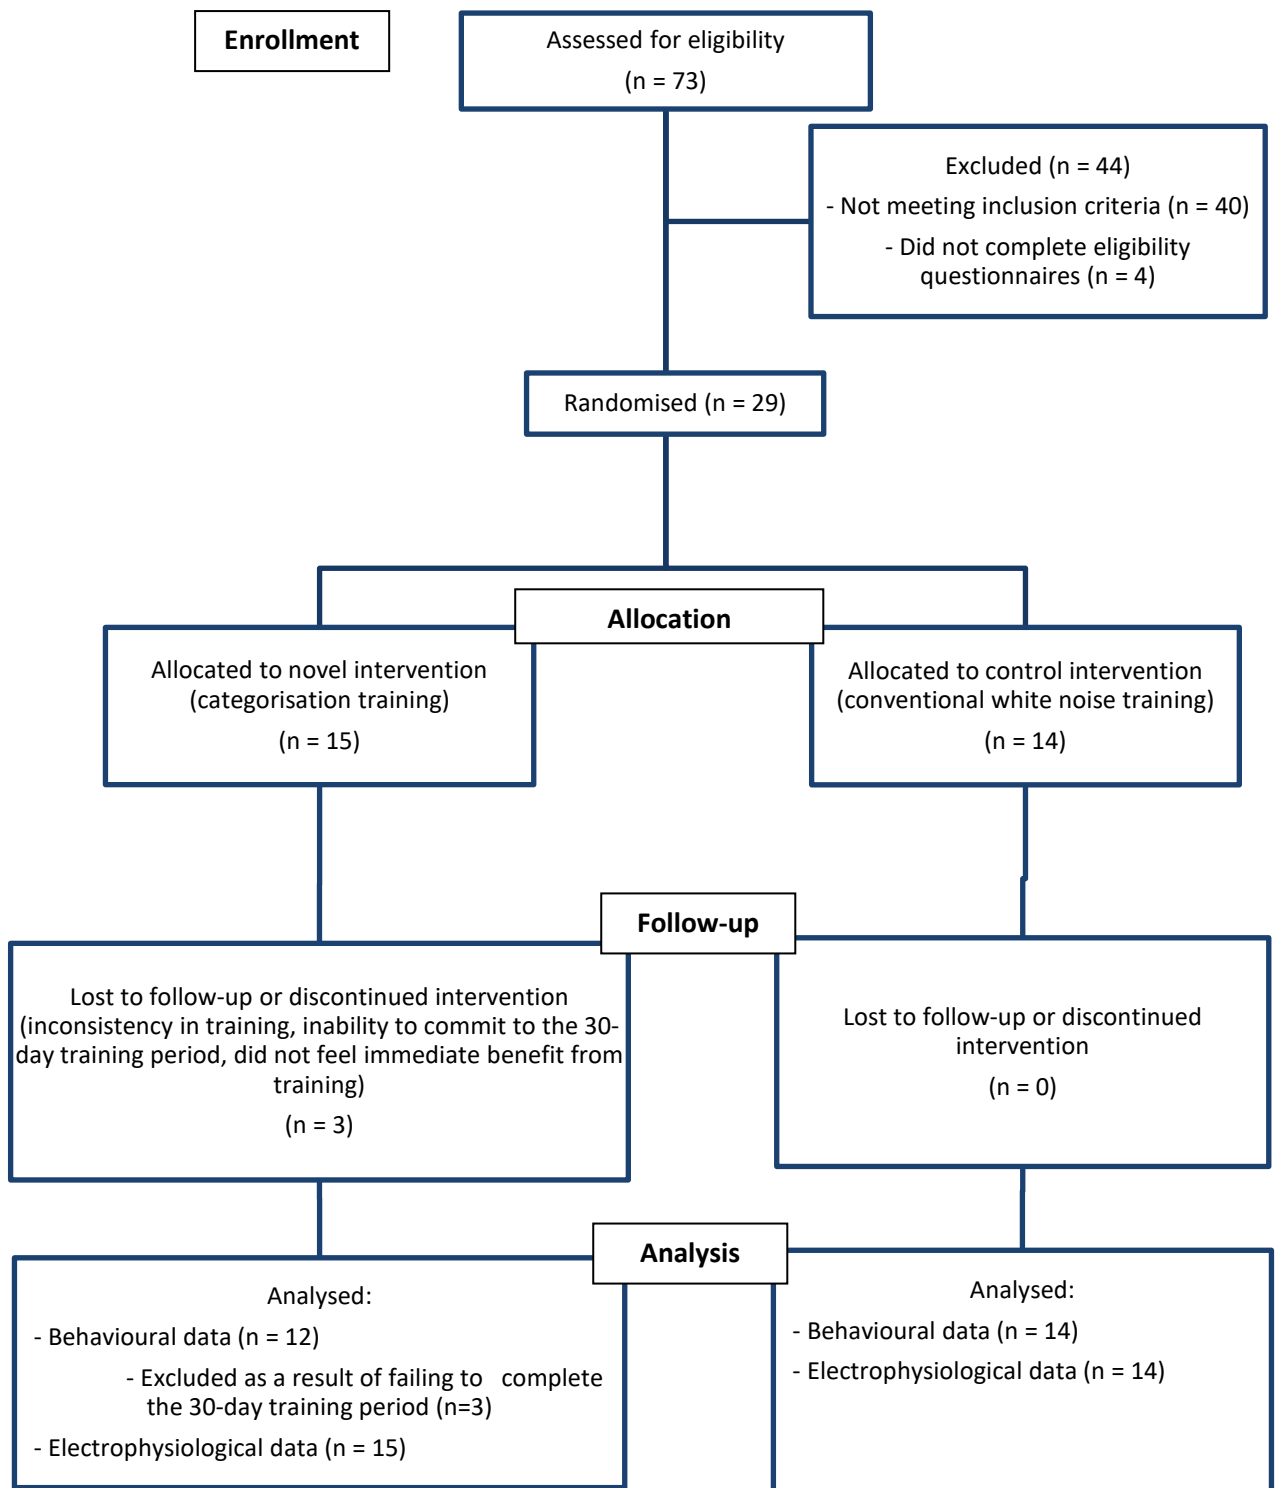 Enrollment
Assessed for eligibility
(n = 73)
Excluded (n = 44)
- Not meeting inclusion criteria (n = 40)
- Did not complete eligibility
questionnaires (n = 4)
Randomised (n = 29)
Allocation
Allocated to novel intervention
(categorisation training)
(n = 15)
Allocated to control intervention
(conventional white noise training)
(n = 14)
Follow-up
Lost to follow-up or discontinued intervention
(inconsistency in training, inability to commit to the 30-
day training period, did not feel immediate benefit from
training)
(n = 3)
Lost to follow-up or discontinued
intervention
(n = 0)
Analysis
Analysed:
- Behavioural data (n = 12)
- Excluded as a result of failing to complete
the 30-day training period (n=3)
- Electrophysiological data (n = 15)
Analysed:
- Behavioural data (n = 14)
- Electrophysiological data (n = 14)